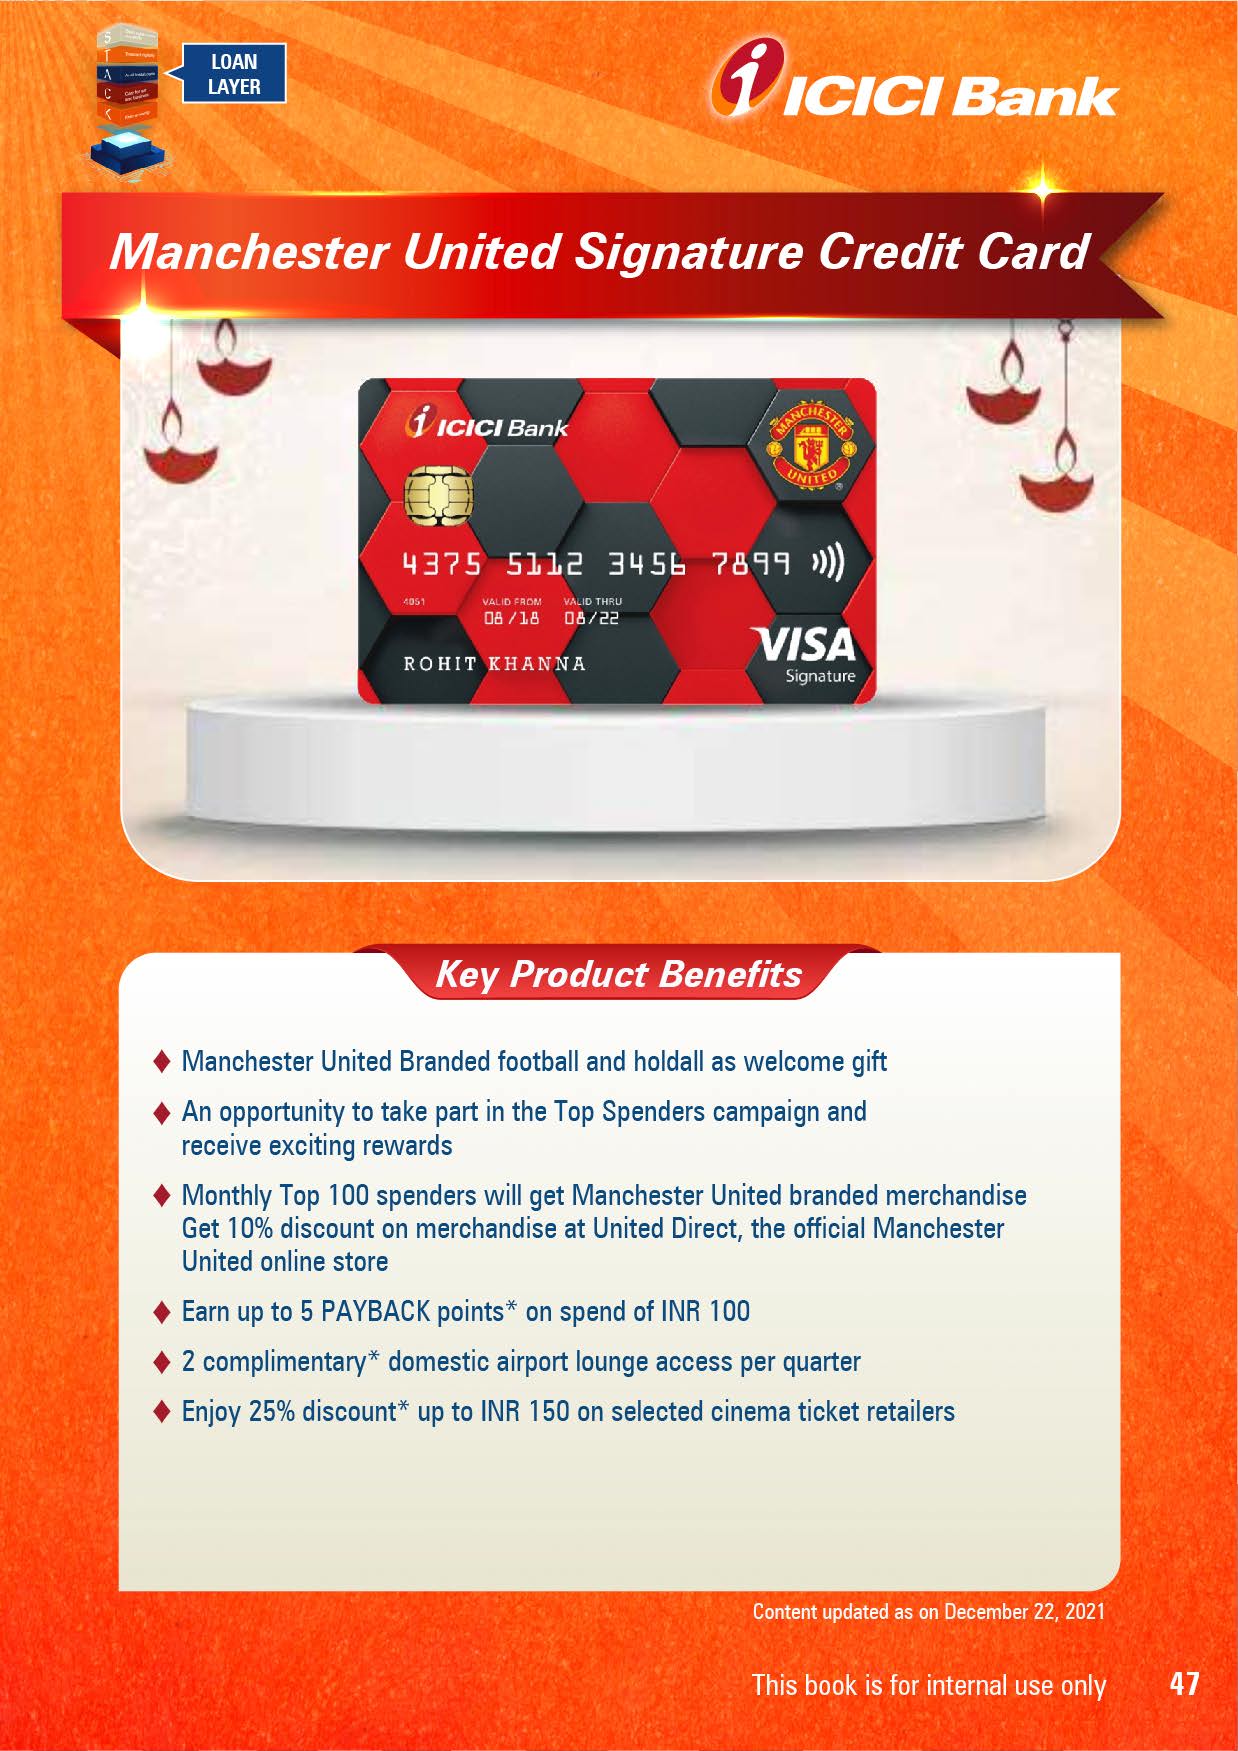 S
T
A
C
K
LOAN
LAYER
ICICI Bank
Manchester United Signature Credit Card
ICICI Bank
MANCHESTER
UNITED
®
4375 5112 3456 7899
4051 VALID FROM VALID THRU
08/18 08/22
ROHIT KHANNA
VISA
Signature
Key Product Benefits
♦ Manchester United Branded football and holdall as welcome gift
♦ An opportunity to take part in the Top Spenders campaign and
receive exciting rewards
♦ Monthly Top 100 spenders will get Manchester United branded merchandise
Get 10% discount on merchandise at United Direct, the official Manchester
United online store
♦ Earn up to 5 PAYBACK points* on spend of INR 100
♦ 2 complimentary* domestic airport lounge access per quarter
♦ Enjoy 25% discount* up to INR 150 on selected cinema ticket retailers
Content updated as on December 22, 2021
This book is for internal use only 47